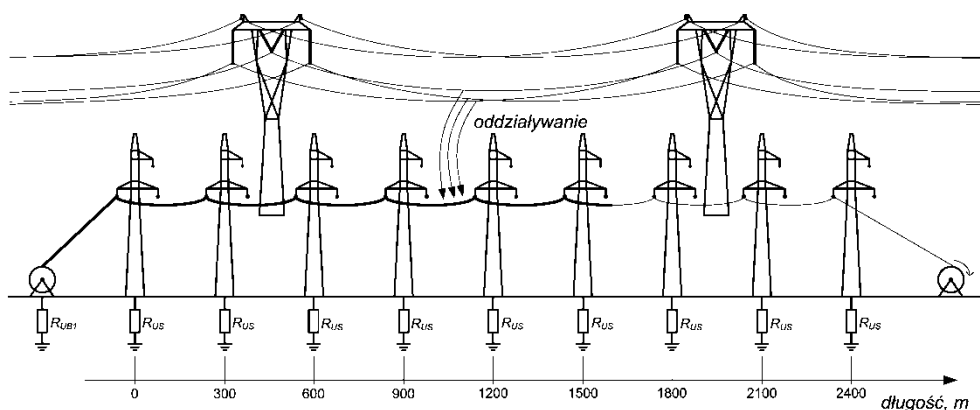 oddziaływanie
R_UB1 R_US R_US R_US R_US R_US R_US R_US R_US R_US
0 300 600 900 1200 1500 1800 2100 2400
długość, m